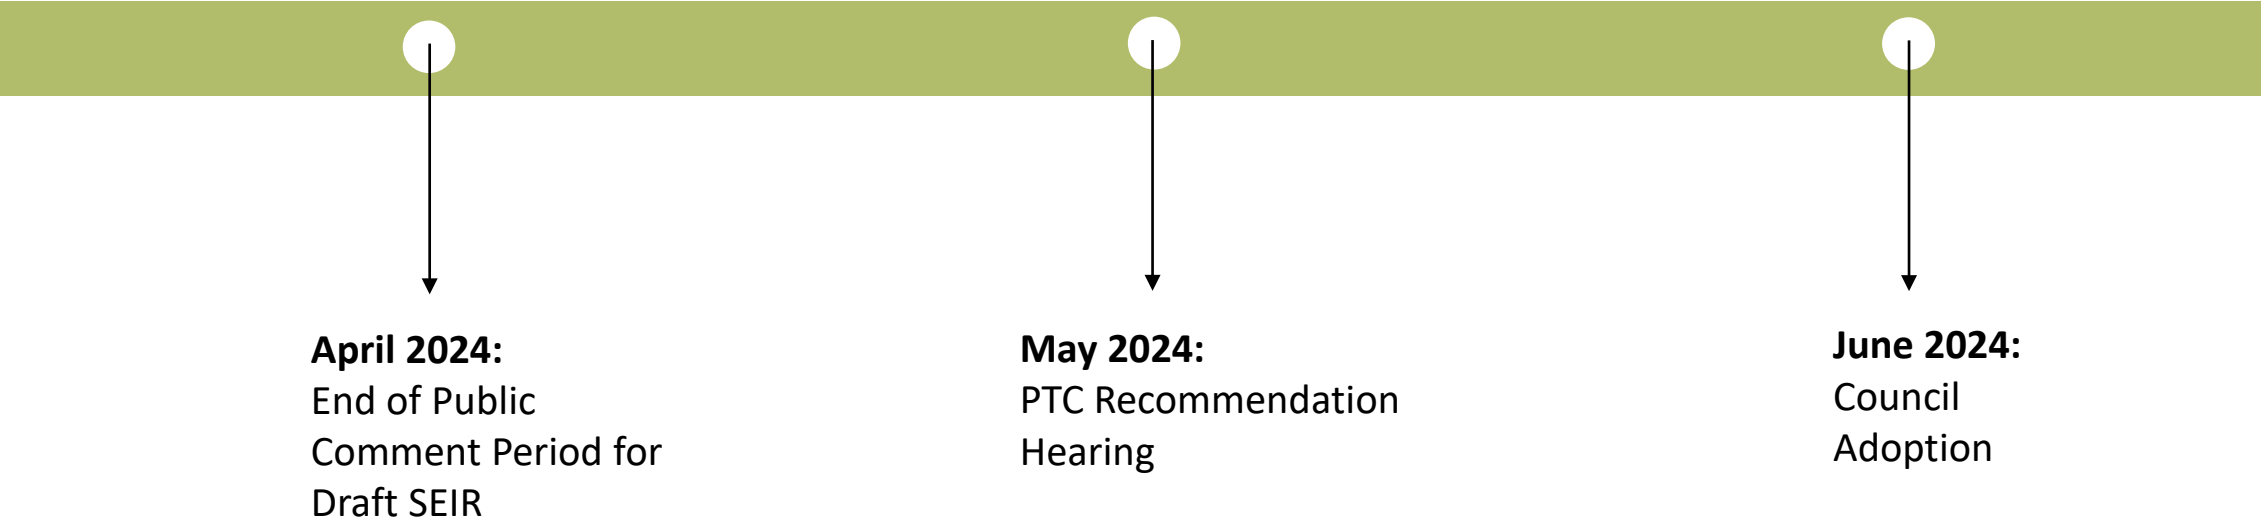 April 2024:
End of Public
Comment Period for
Draft SEIR
May 2024:
PTC Recommendation
Hearing
June 2024:
Council
Adoption